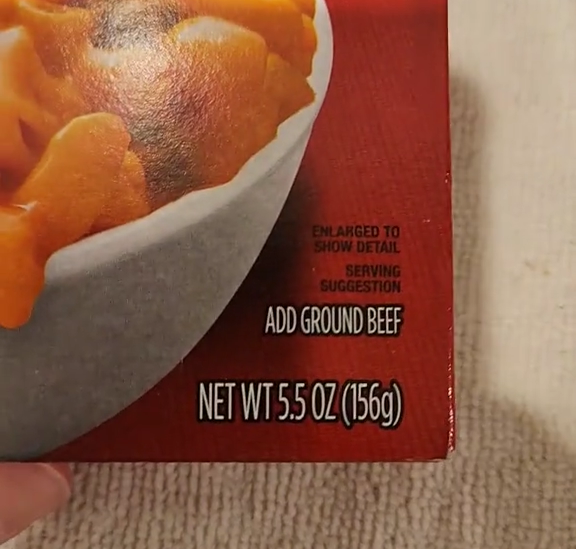 ENLARGED TO
SHOW DETAIL
SERVING
SUGGESTION
ADD GROUND BEEF
NET WT 5.5 OZ (156g)